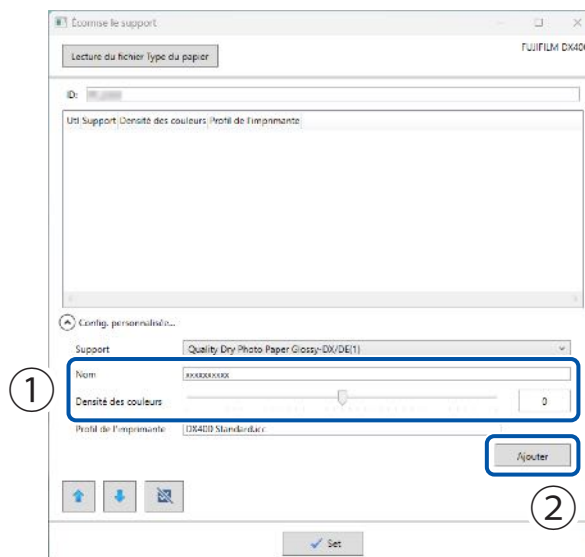 Écomise le support
Lecture du fichier Type du papier
FUJIFILM DX400
ID:
Uti Support Densité des couleurs Profil de l'imprimante
Config. personnalisée...
Support Quality Dry Photo Paper Glossy-DX/DE(1)
1
Nom xxxxxxxxxx
Densité des couleurs 0
Profil de l'imprimante DX400 Standard.icc
Ajouter
2
Set